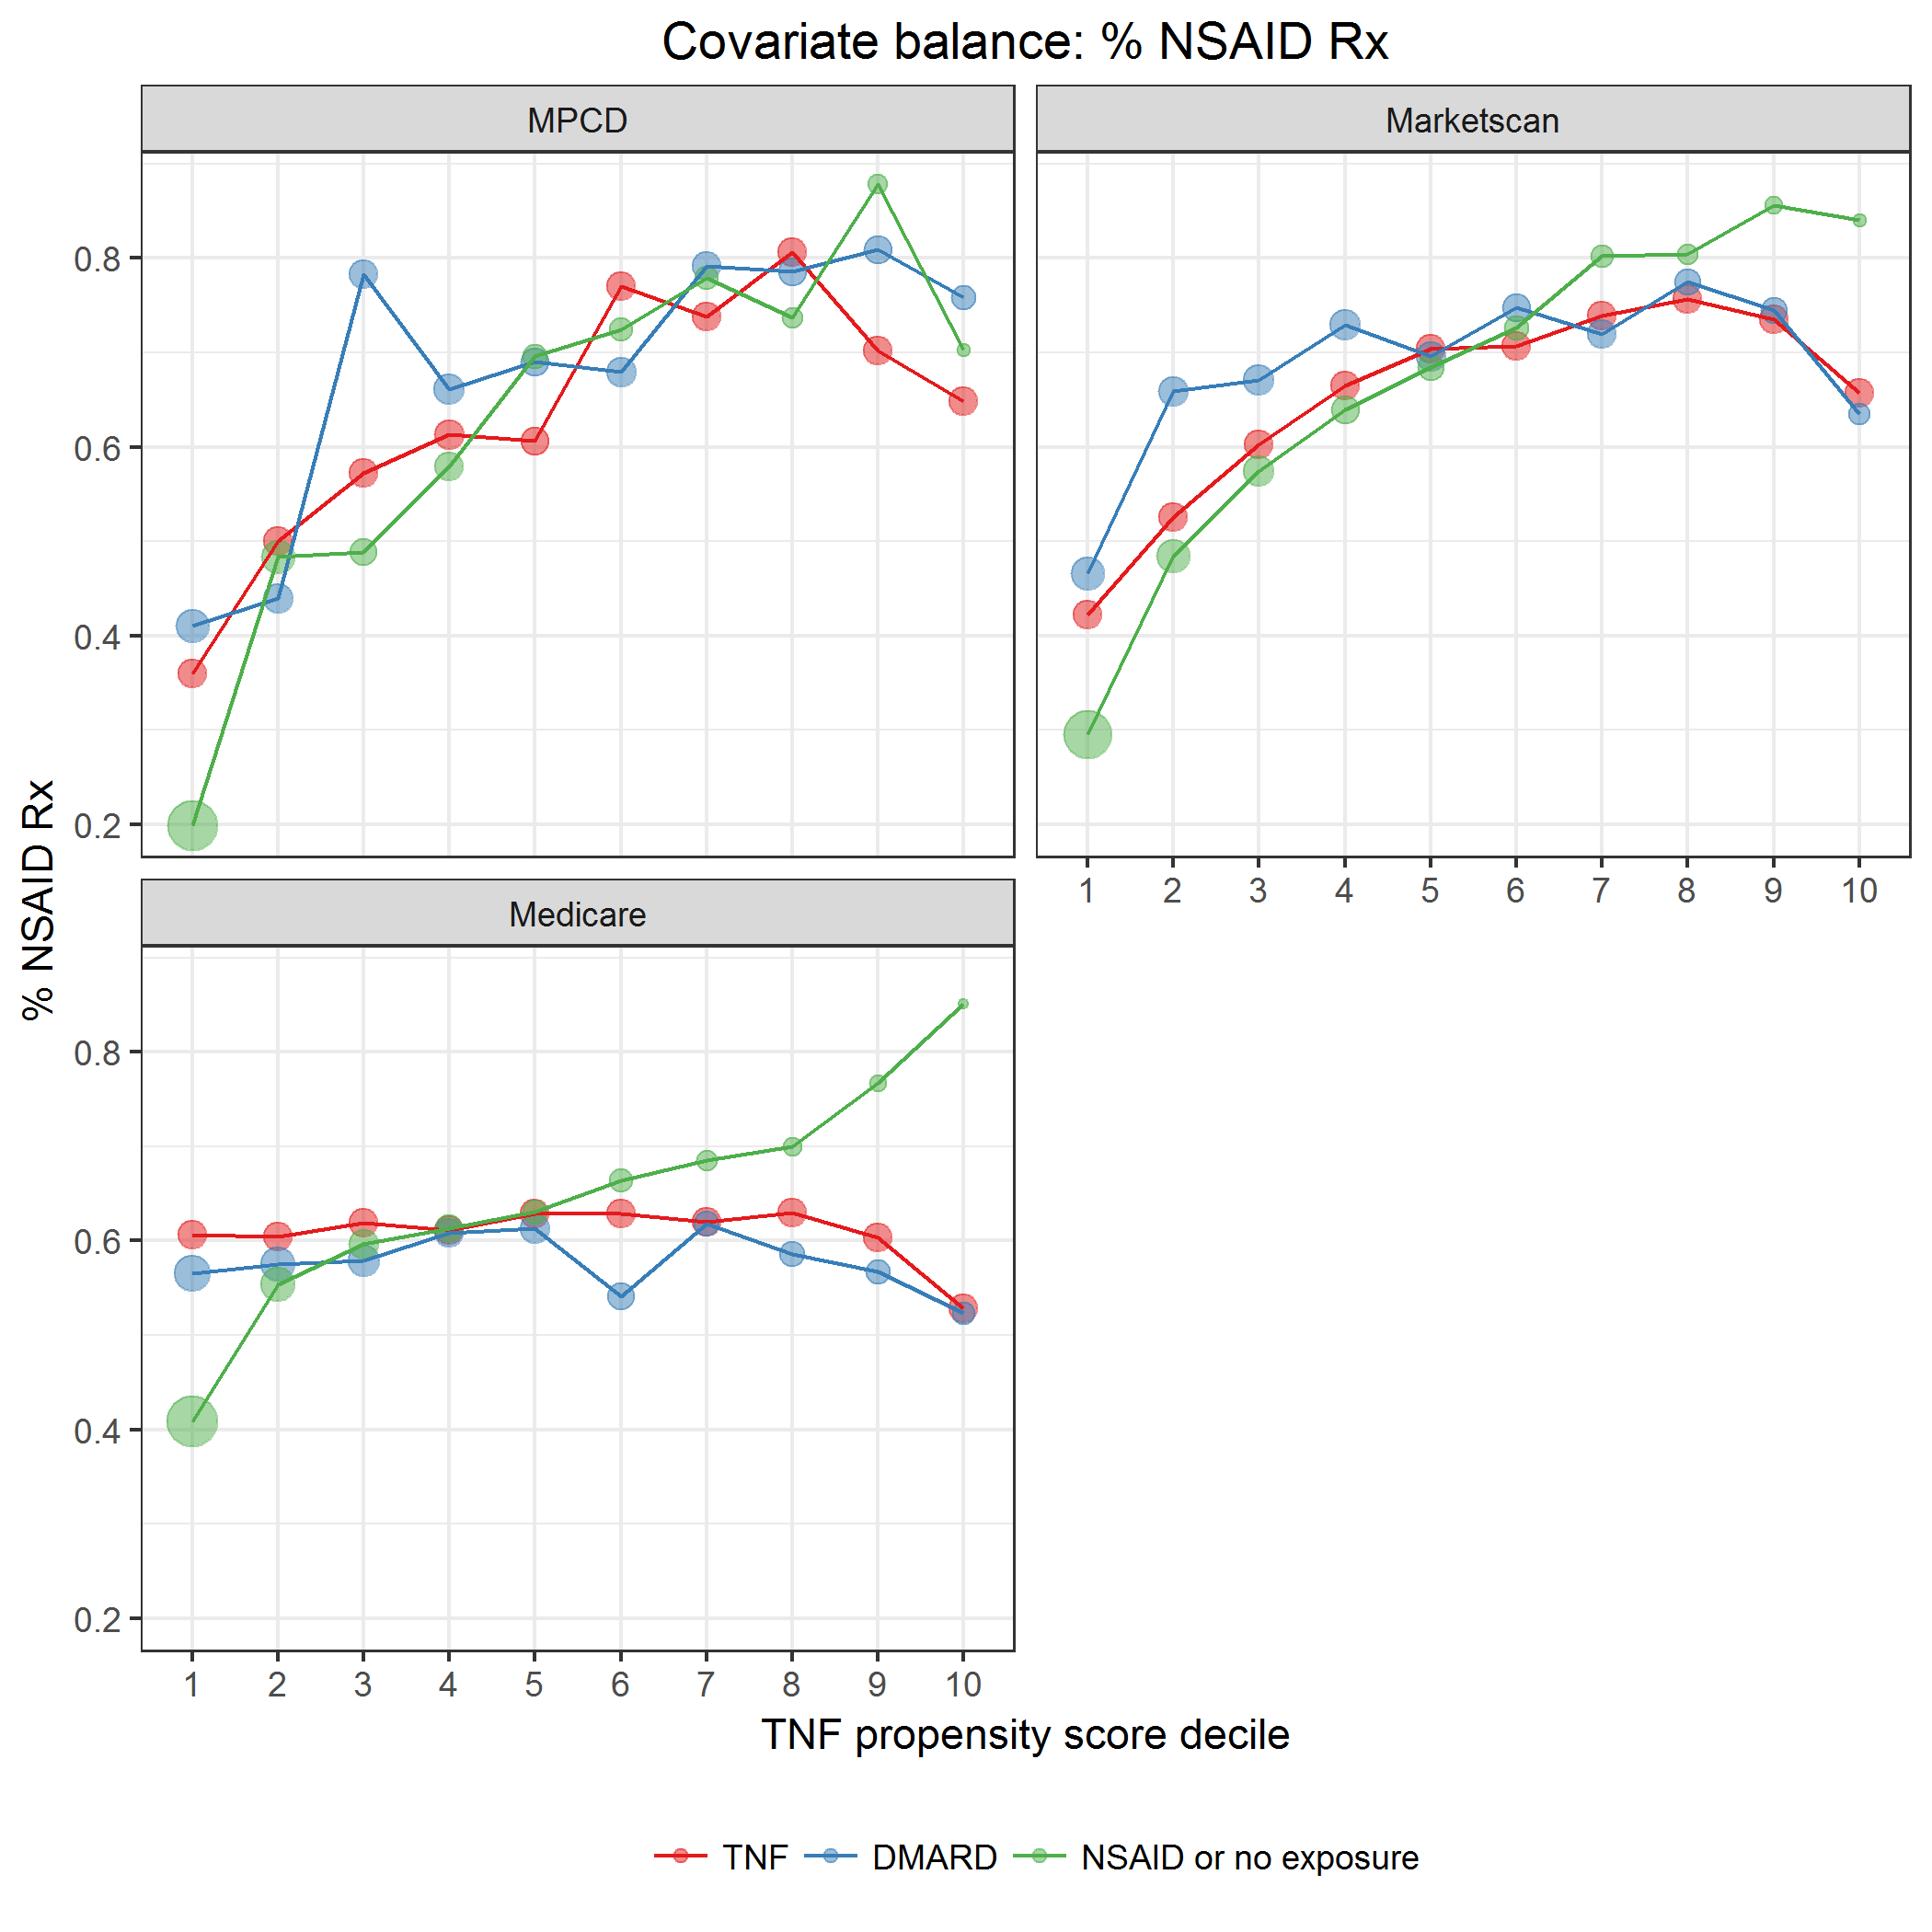 Covariate balance: % NSAID Rx
MPCD
Marketscan
0.8
0.6
0.4
0.2
1 2 3 4 5 6 7 8 9 10
% NSAID Rx
Medicare
0.8
0.6
0.4
0.2
1 2 3 4 5 6 7 8 9 10
TNF propensity score decile
TNF DMARD NSAID or no exposure